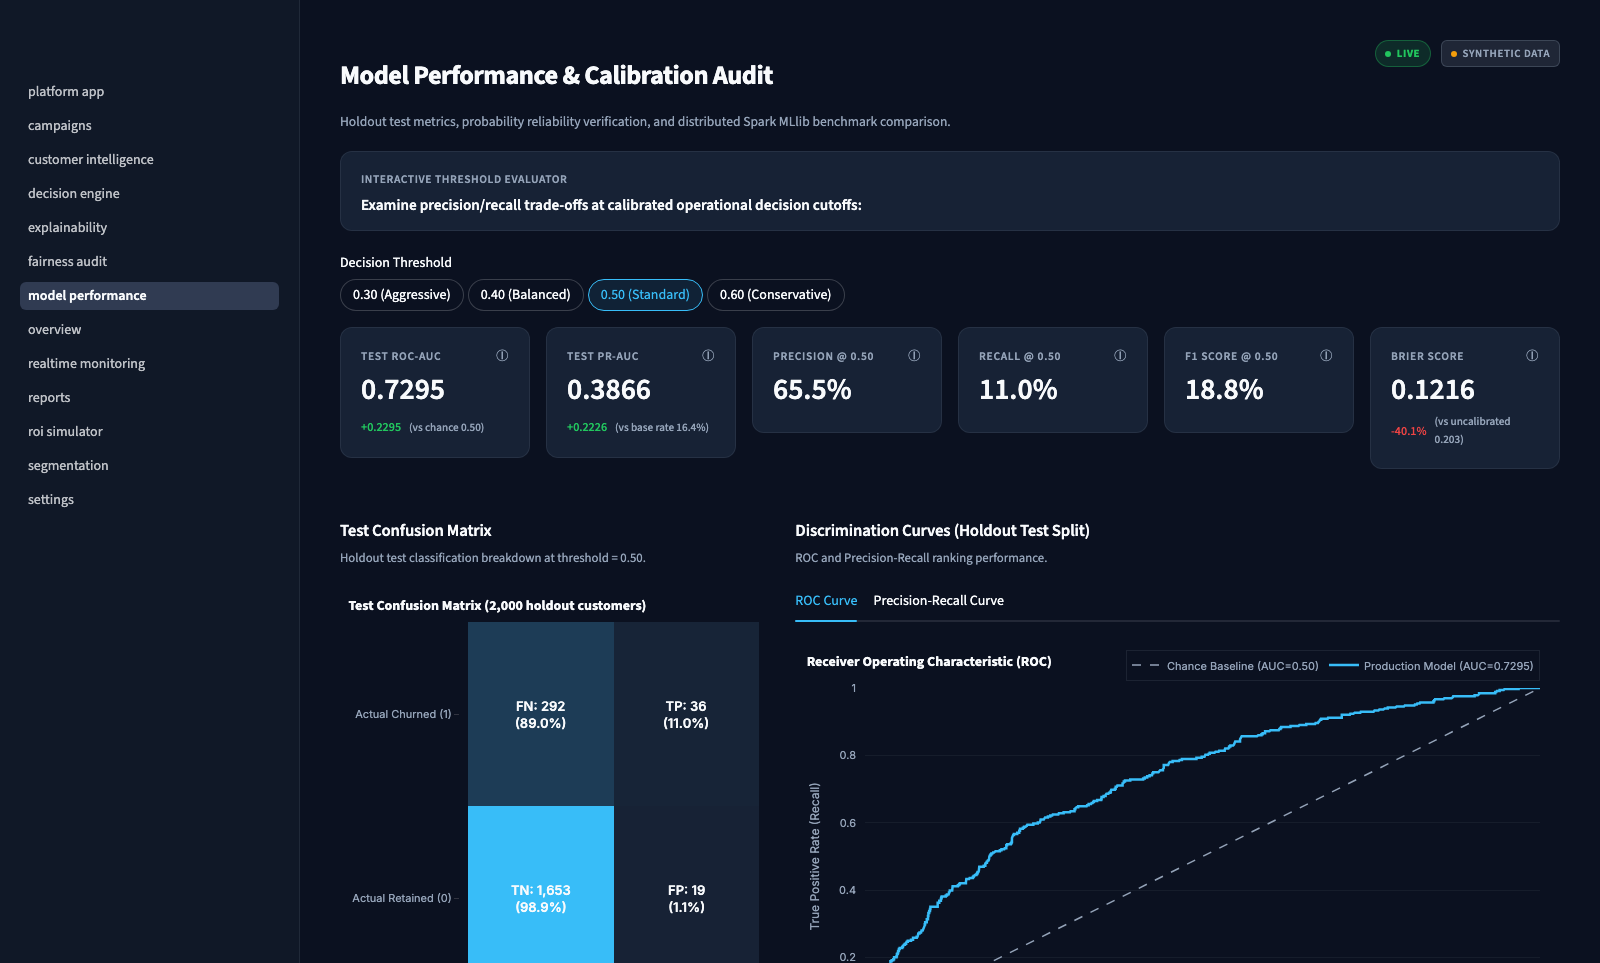 platform app
campaigns
customer intelligence
decision engine
explainability
fairness audit
model performance
overview
realtime monitoring
reports
roi simulator
segmentation
settings
LIVE
SYNTHETIC DATA
Model Performance & Calibration Audit
Holdout test metrics, probability reliability verification, and distributed Spark MLlib benchmark comparison.
INTERACTIVE THRESHOLD EVALUATOR
Examine precision/recall trade-offs at calibrated operational decision cutoffs:
Decision Threshold
0.30 (Aggressive)
0.40 (Balanced)
0.50 (Standard)
0.60 (Conservative)
TEST ROC-AUC
0.7295
+0.2295 (vs chance 0.50)
TEST PR-AUC
0.3866
+0.2226 (vs base rate 16.4%)
PRECISION @ 0.50
65.5%
RECALL @ 0.50
11.0%
F1 SCORE @ 0.50
18.8%
BRIER SCORE
0.1216
-40.1% (vs uncalibrated
0.203)
Test Confusion Matrix
Holdout test classification breakdown at threshold = 0.50.
Test Confusion Matrix (2,000 holdout customers)
Actual Churned (1)
FN: 292
(89.0%)
TP: 36
(11.0%)
Actual Retained (0)
TN: 1,653
(98.9%)
FP: 19
(1.1%)
Discrimination Curves (Holdout Test Split)
ROC and Precision-Recall ranking performance.
ROC Curve
Precision-Recall Curve
Receiver Operating Characteristic (ROC)
Chance Baseline (AUC=0.50)
Production Model (AUC=0.7295)
True Positive Rate (Recall)
1
0.8
0.6
0.4
0.2